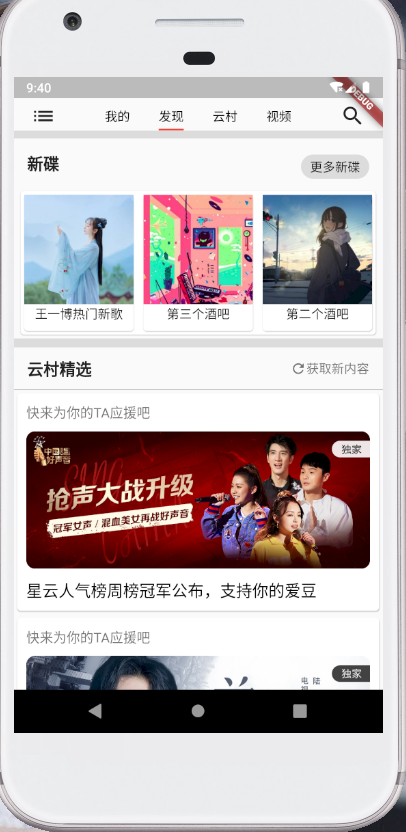 9:40
DEBUG
我的 发现 云村 视频
新碟
更多新碟
王一博热门新歌 第三个酒吧 第二个酒吧
云村精选
获取新内容
快来为你的TA应援吧
中国好声音
独家
抢声大战升级
冠军女声/混血美女再战好声音
星云人气榜周榜冠军公布，支持你的爱豆
快来为你的TA应援吧
独家
电 陆